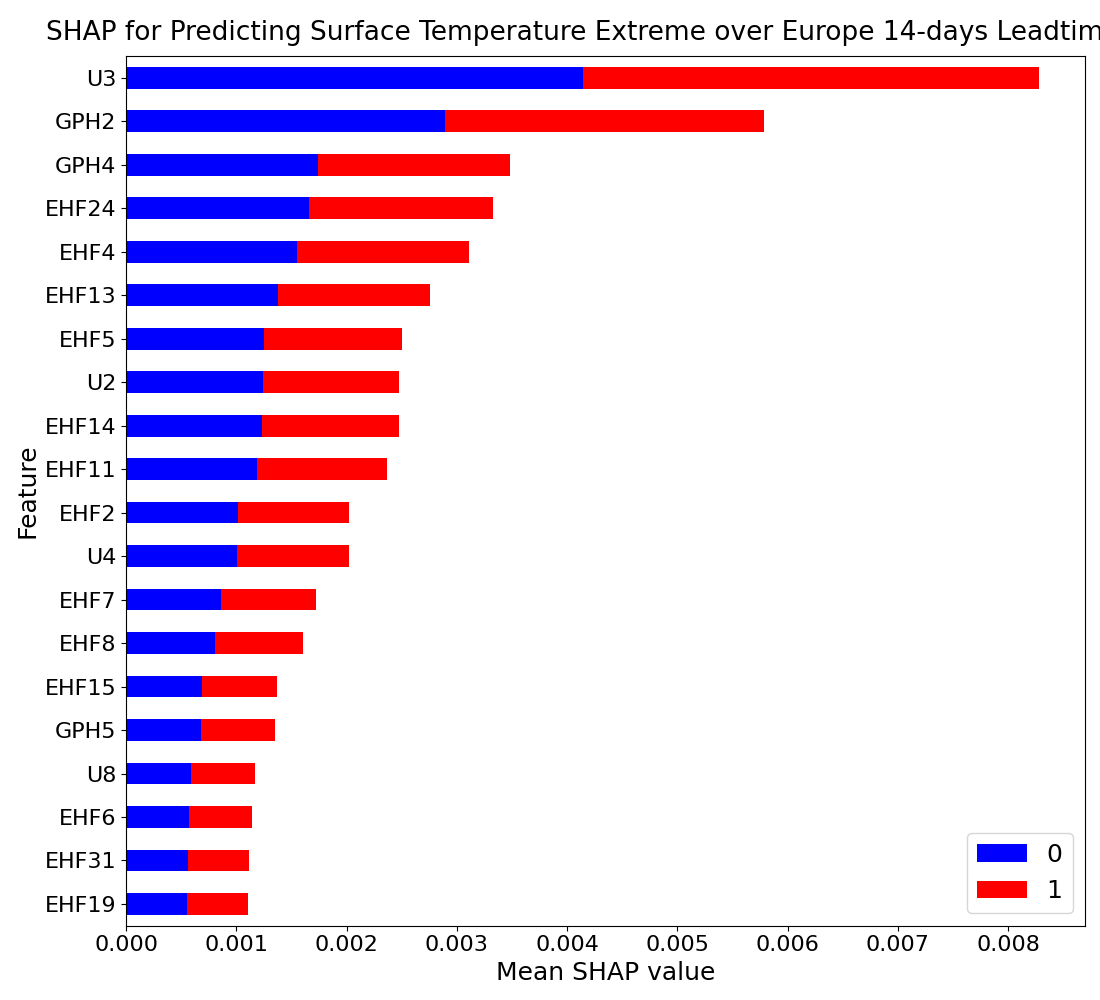 SHAP for Predicting Surface Temperature Extreme over Europe 14-days Leadtim
U3
GPH2
GPH4
EHF24
EHF4
EHF13
EHF5
U2
EHF14
EHF11
EHF2
U4
EHF7
EHF8
EHF15
GPH5
U8
EHF6
EHF31
EHF19
Feature
0
1
0.000 0.001 0.002 0.003 0.004 0.005 0.006 0.007 0.008
Mean SHAP value